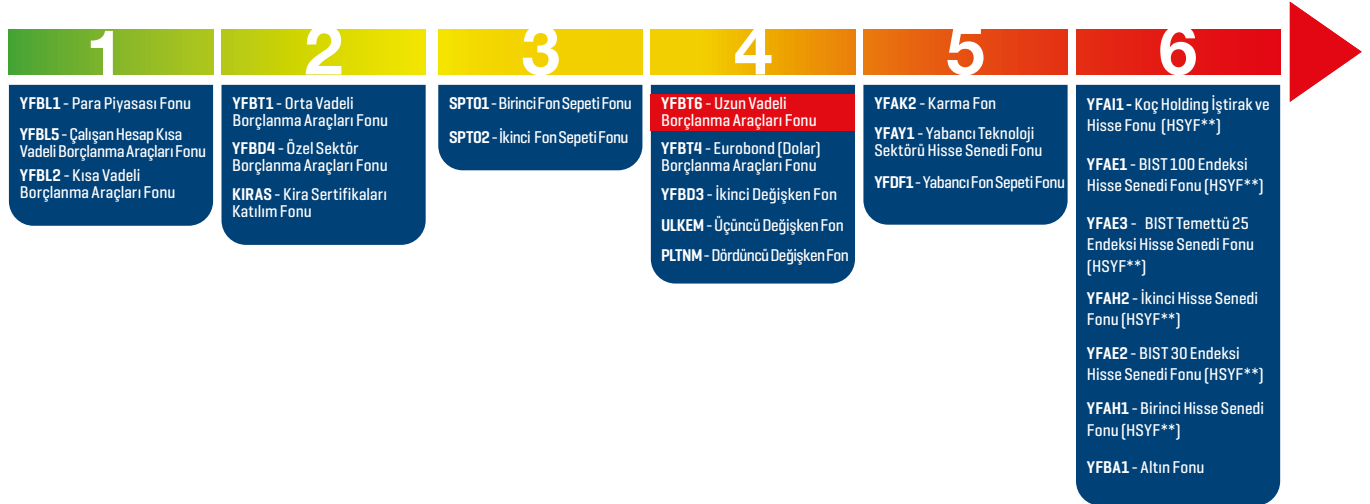 1
YFBL1 - Para Piyasası Fonu
YFBL5 - Çalışan Hesap Kısa
Vadeli Borçlanma Araçları Fonu
YFBL2 - Kısa Vadeli
Borçlanma Araçları Fonu
2
YFBT1 - Orta Vadeli
Borçlanma Araçları Fonu
YFBD4 - Özel Sektör
Borçlanma Araçları Fonu
KIRAS - Kira Sertifikaları
Katılım Fonu
3
SPT01 - Birinci Fon Sepeti Fonu
SPT02 - İkinci Fon Sepeti Fonu
4
YFBT6 - Uzun Vadeli
Borçlanma Araçları Fonu
YFBT4 - Eurobond (Dolar)
Borçlanma Araçları Fonu
YFBD3 - İkinci Değişken Fon
ULKEM - Üçüncü Değişken Fon
PLTNM - Dördüncü Değişken Fon
5
YFAK2 - Karma Fon
YFAY1 - Yabancı Teknoloji
Sektörü Hisse Senedi Fonu
YFDF1 - Yabancı Fon Sepeti Fonu
6
YFAI1 - Koç Holding İştirak ve
Hisse Fonu (HSYF**)
YFAE1 - BIST 100 Endeksi
Hisse Senedi Fonu (HSYF**)
YFAE3 - BIST Temettü 25
Endeksi Hisse Senedi Fonu
(HSYF**)
YFAH2 - İkinci Hisse Senedi
Fonu (HSYF**)
YFAE2 - BIST 30 Endeksi
Hisse Senedi Fonu (HSYF**)
YFAH1 - Birinci Hisse Senedi
Fonu (HSYF**)
YFBA1 - Altın Fonu